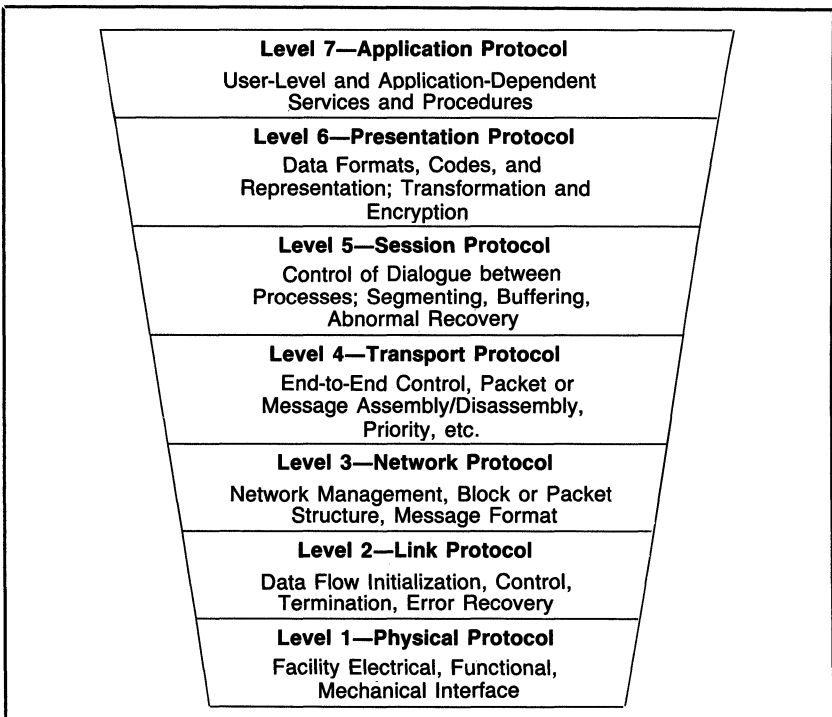 Level 7—Application Protocol
User-Level and Application-Dependent
Services and Procedures
Level 6—Presentation Protocol
Data Formats, Codes, and
Representation; Transformation and
Encryption
Level 5—Session Protocol
Control of Dialogue between
Processes; Segmenting, Buffering,
Abnormal Recovery
Level 4—Transport Protocol
End-to-End Control, Packet or
Message Assembly/Disassembly,
Priority, etc.
Level 3—Network Protocol
Network Management, Block or Packet
Structure, Message Format
Level 2—Link Protocol
Data Flow Initialization, Control,
Termination, Error Recovery
Level 1—Physical Protocol
Facility Electrical, Functional,
Mechanical Interface